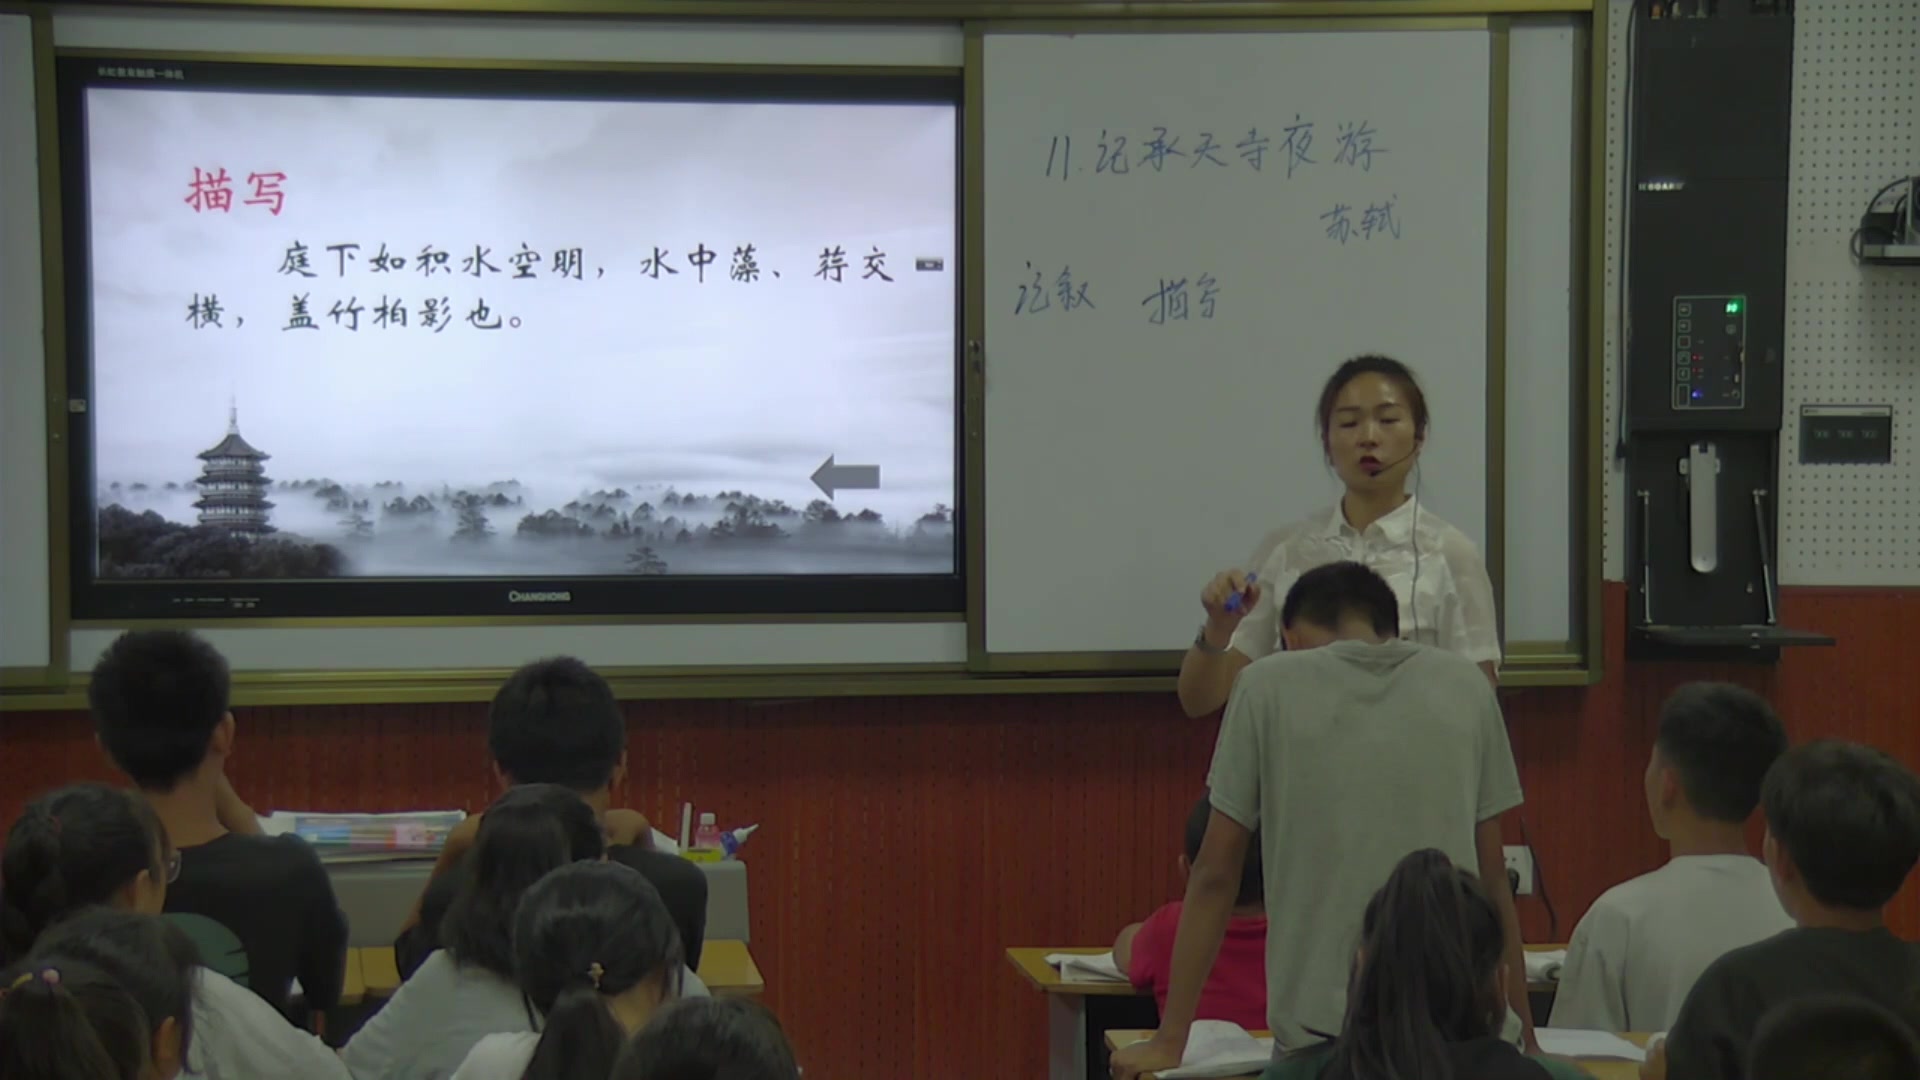 描写
庭下如积水空明，水中藻、荇交
横，盖竹柏影也。
CHANGHONG
11.记承天寺夜游
苏轼
记叙 描写